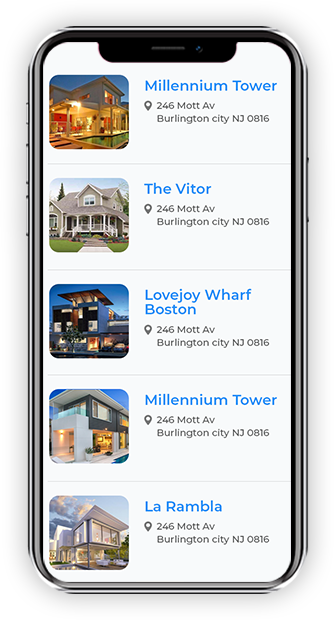 Millennium Tower
246 Mott Av
Burlington city NJ 0816
The Vitor
246 Mott Av
Burlington city NJ 0816
Lovejoy Wharf
Boston
246 Mott Av
Burlington city NJ 0816
Millennium Tower
246 Mott Av
Burlington city NJ 0816
La Rambla
246 Mott Av
Burlington city NJ 0816